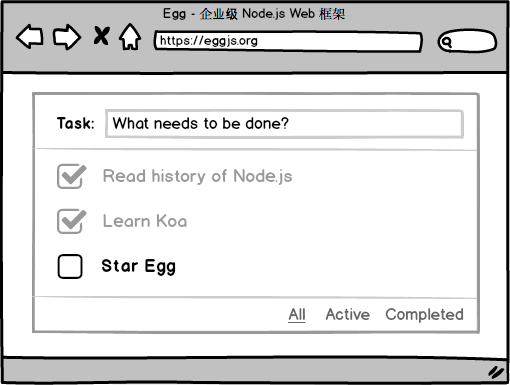 Egg - 企业级 Node.js Web 框架
https://eggjs.org
Task: What needs to be done?
Read history of Node.js
Learn Koa
Star Egg
All Active Completed